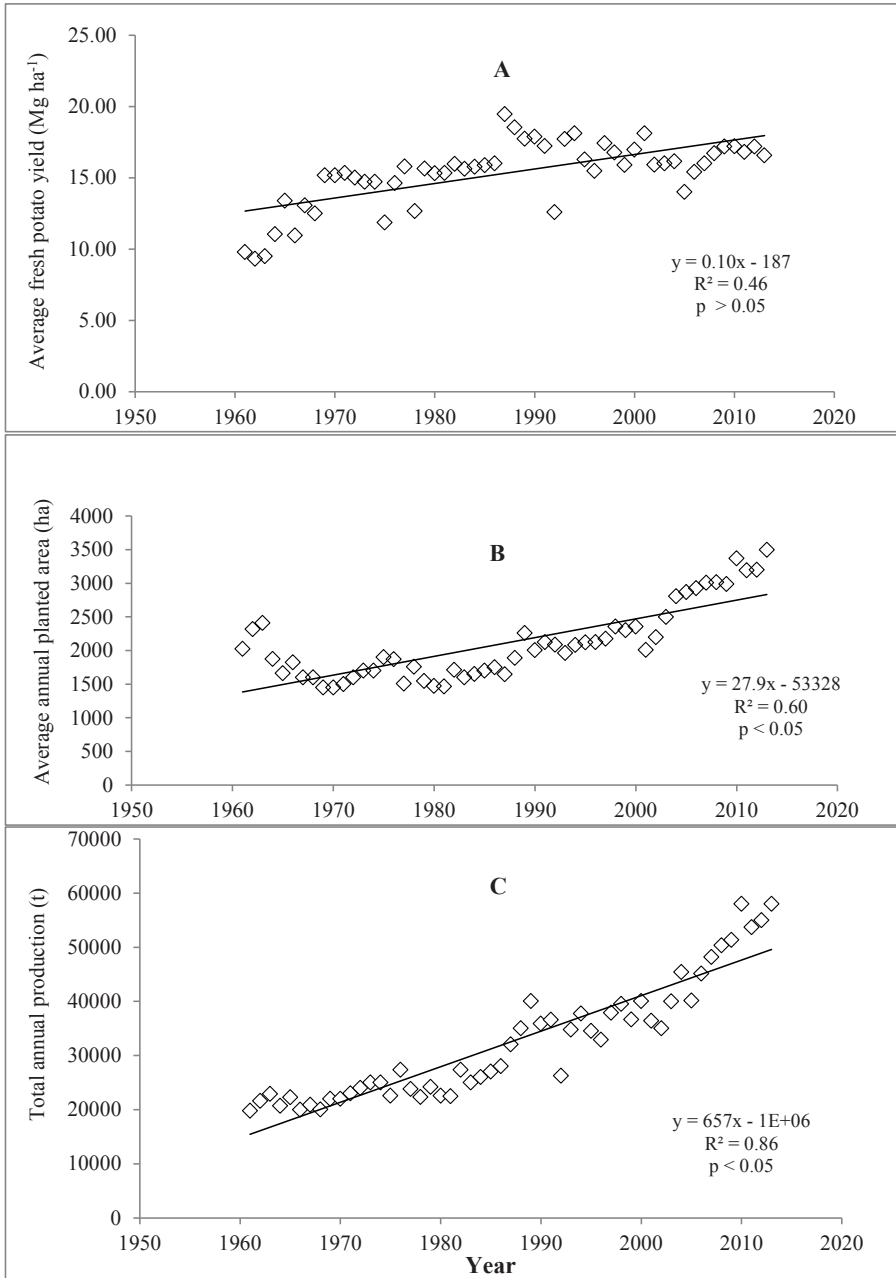 A
Average fresh potato yield (Mg ha⁻¹)
25.00
20.00
15.00
10.00
5.00
0.00
y = 0.10x - 187
R² = 0.46
p > 0.05
1950 1960 1970 1980 1990 2000 2010 2020
B
Average annual planted area (ha)
4000
3500
3000
2500
2000
1500
1000
500
0
y = 27.9x - 53328
R² = 0.60
p < 0.05
1950 1960 1970 1980 1990 2000 2010 2020
C
Total annual production (t)
70000
60000
50000
40000
30000
20000
10000
0
y = 657x - 1E+06
R² = 0.86
p < 0.05
1950 1960 1970 1980 1990 2000 2010 2020
Year